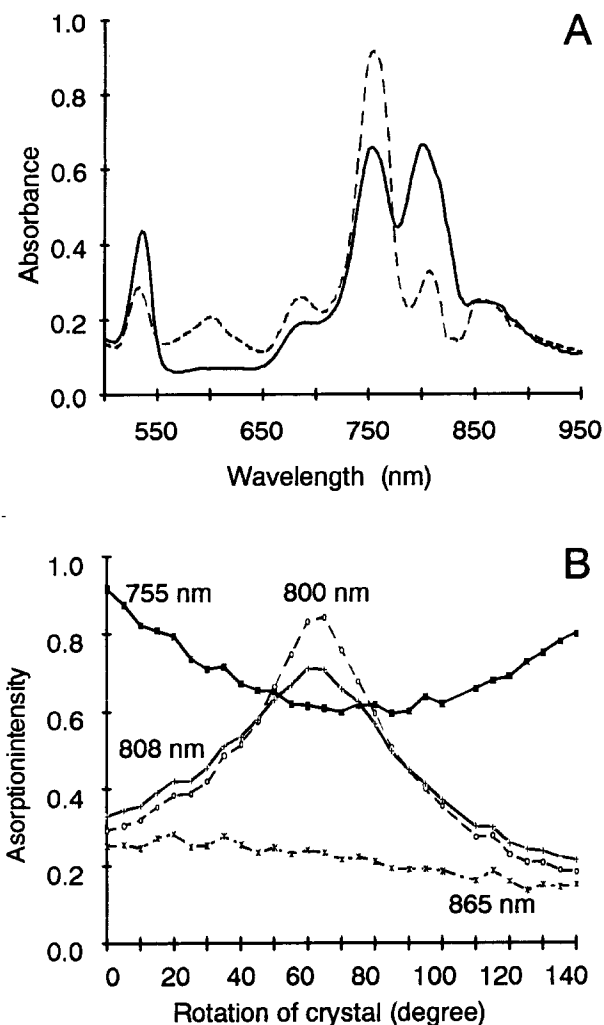 A
1.0
0.8
0.6
0.4
0.2
0.0
Absorbance
550 650 750 850 950
Wavelength (nm)
B
1.0
0.8
0.6
0.4
0.2
0.0
Asorptionintensity
755 nm
800 nm
808 nm
865 nm
0 20 40 60 80 100 120 140
Rotation of crystal (degree)